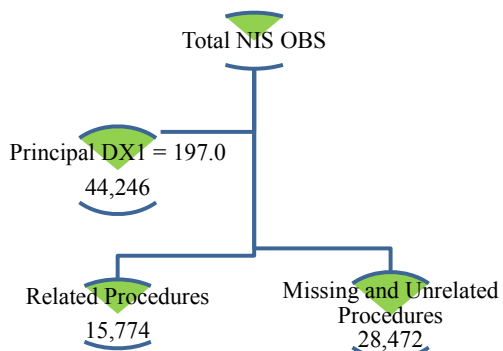 Total NIS OBS
Principal DX1 = 197.0
44,246
Related Procedures
15,774
Missing and Unrelated
Procedures
28,472